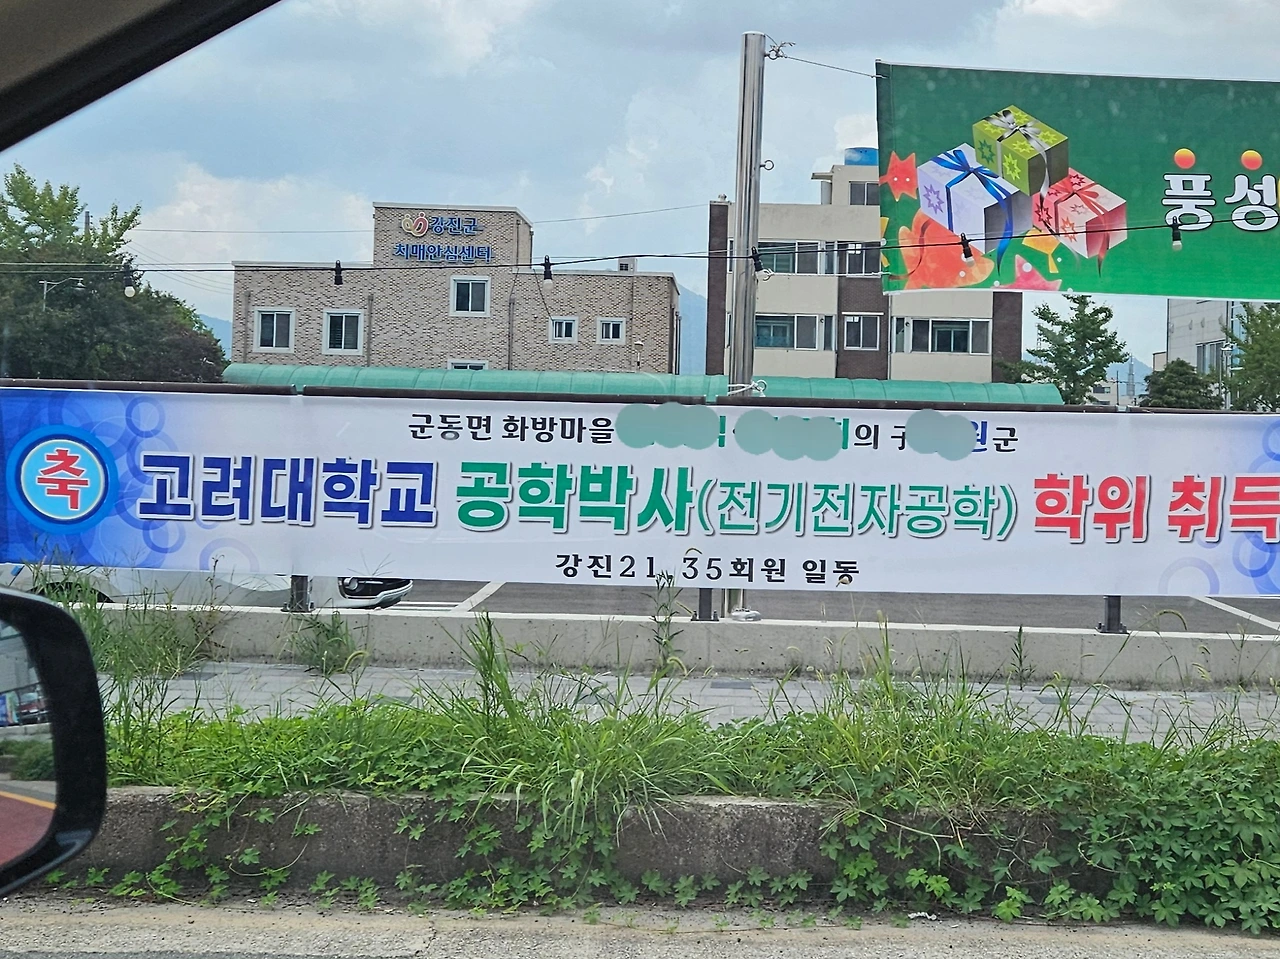 강진군
치매안심센터
풍성
군동면 화방마을 의 子 군
축
고려대학교 공학박사(전기전자공학) 학위 취득
강진21, 35회원 일동